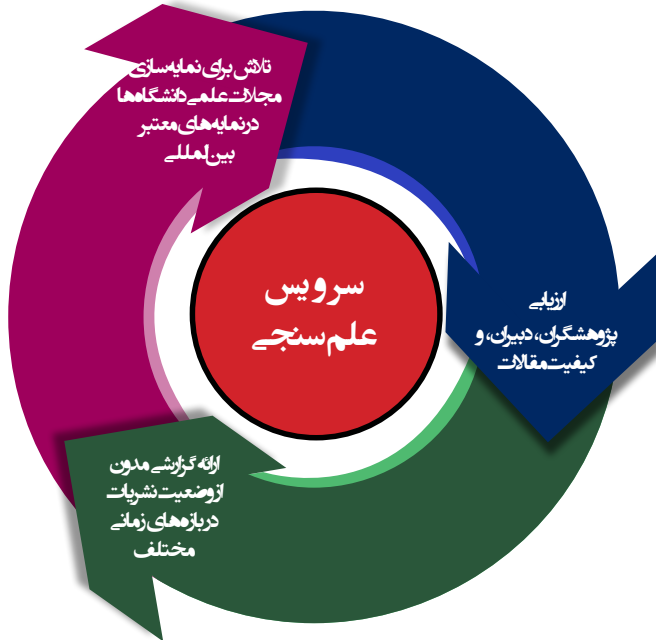 تلاش برای نمایه‌سازی
مجلات علمی دانشگاه‌ها
در نمایه‌های معتبر
بین‌المللی
سرویس
علم‌سنجی
ارزیابی
پژوهشگران، دبیران، و
کیفیت مقالات
ارائه گزارشی مدون
از وضعیت نشریات
در بازه‌های زمانی
مختلف